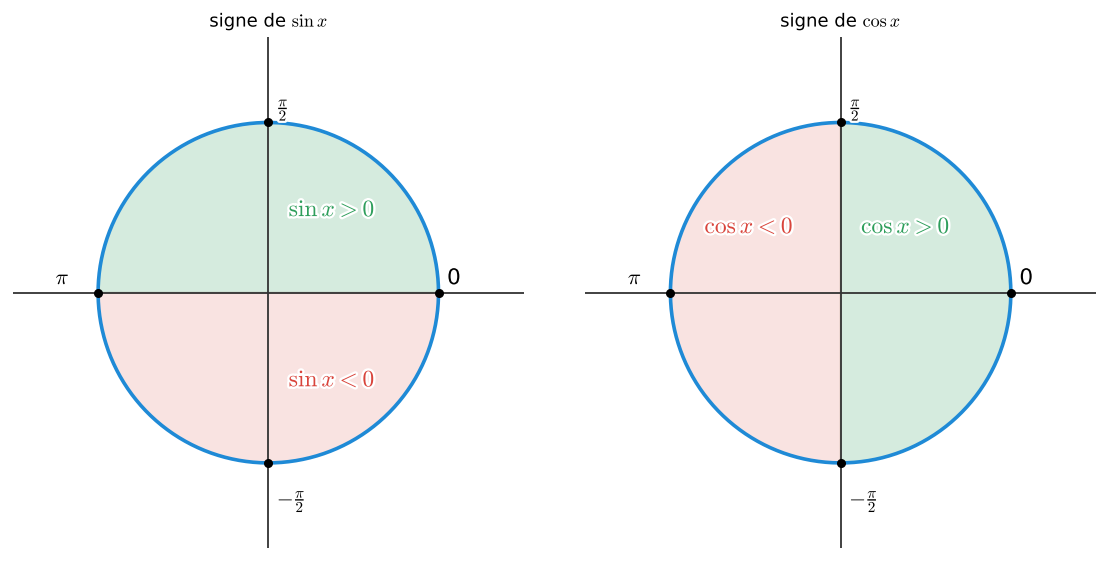 signe de sin x
π/2
sin x > 0
π
0
sin x < 0
−π/2
signe de cos x
π/2
cos x < 0
cos x > 0
π
0
−π/2